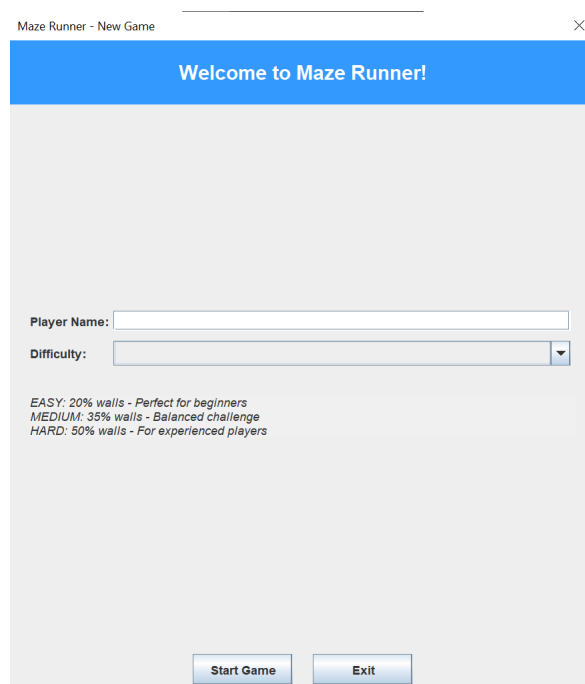 Maze Runner - New Game
Welcome to Maze Runner!
Player Name:
Difficulty:
EASY: 20% walls - Perfect for beginners
MEDIUM: 35% walls - Balanced challenge
HARD: 50% walls - For experienced players
Start Game Exit